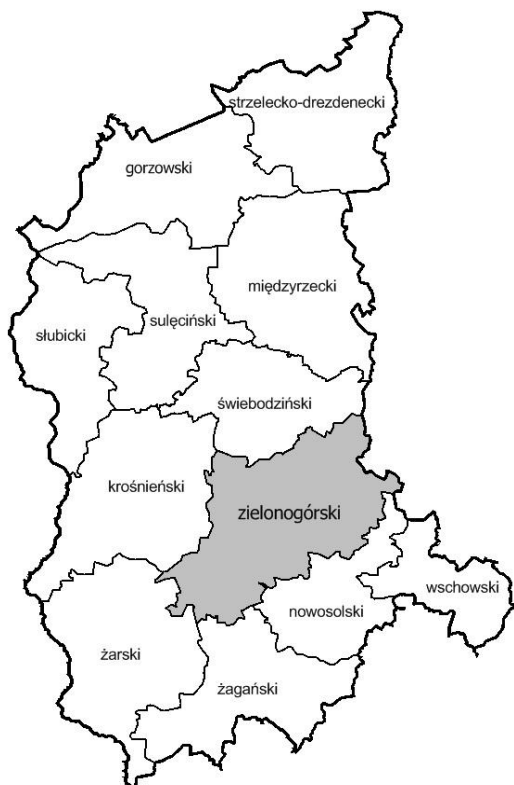 strzelecko-drezdenecki
gorzowski
międzyrzecki
sulęciński
słubicki
świebodziński
krośnieński
zielonogórski
wschowski
nowosolski
żarski
żagański